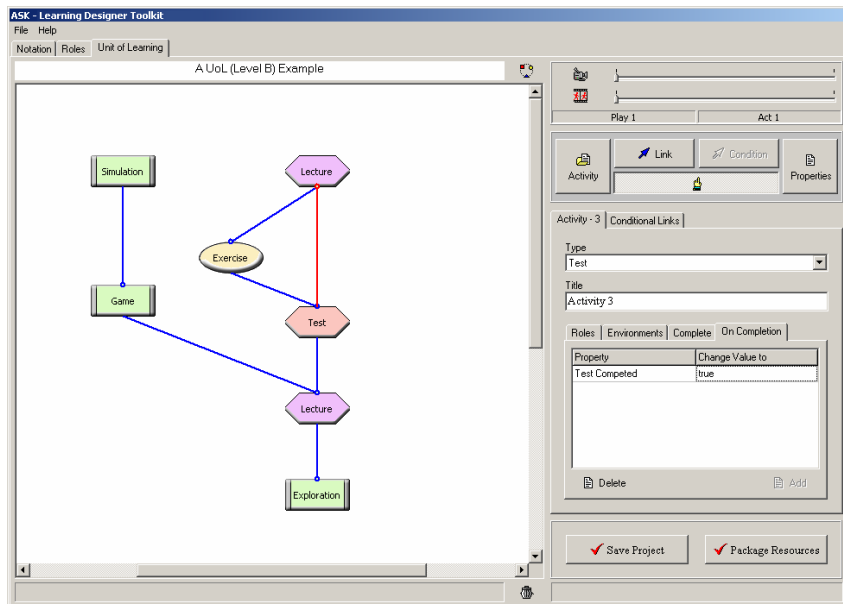 ASK - Learning Designer Toolkit
File Help
Notation Roles Unit of Learning
A UoL (Level B) Example
Simulation
Lecture
Exercise
Game
Test
Lecture
Exploration
Play 1 Act 1
Activity
Link
Condition
Properties
Activity - 3 Conditional Links
Type
Test
Title
Activity 3
Roles Environments Complete On Completion
Property Change Value to
Test Competed true
Delete Add
Save Project Package Resources